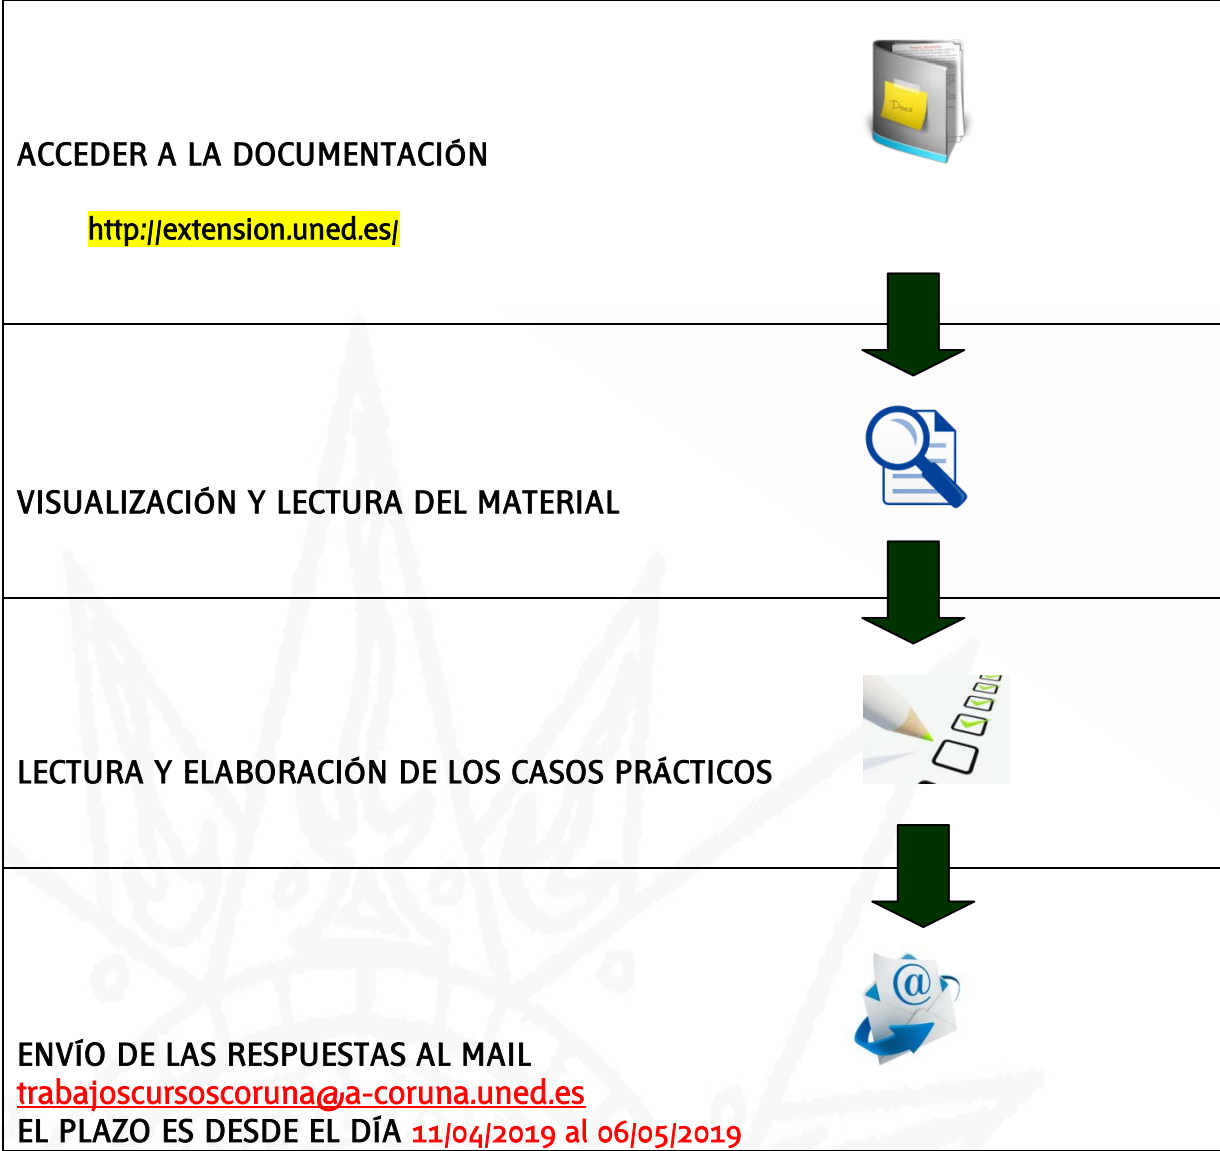 Docs
ACCEDER A LA DOCUMENTACIÓN
http://extension.uned.es/
VISUALIZACIÓN Y LECTURA DEL MATERIAL
LECTURA Y ELABORACIÓN DE LOS CASOS PRÁCTICOS
@
ENVÍO DE LAS RESPUESTAS AL MAIL
trabajoscursoscoruna@a-coruna.uned.es
EL PLAZO ES DESDE EL DÍA 11/04/2019 al 06/05/2019